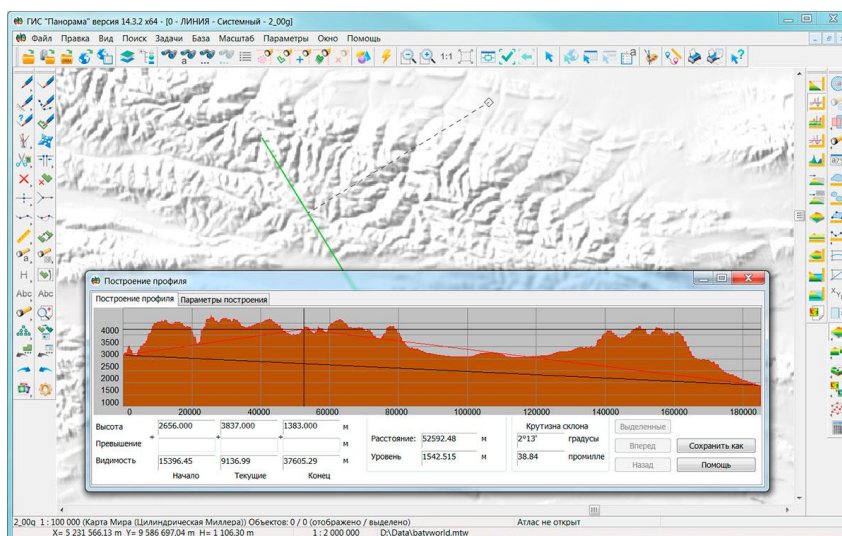 ГИС "Панорама" версия 14.3.2 x64 - [0 - ЛИНИЯ - Системный - 2_00g]
Файл Правка Вид Поиск Задачи База Масштаб Параметры Окно Помощь
1:1
Построение профиля
Построение профиля Параметры построения
4000
3500
3000
2500
2000
1500
1000
0 20000 40000 60000 80000 100000 120000 140000 160000 180000
Высота 2656.000 3837.000 1383.000 м
Превышение + + + м
Видимость 15396.45 9136.99 37605.29 м
Начало Текущие Конец
Расстояние: 52592.48 м
Уровень 1542.515 м
Крутизна склона
2°13' градусы
38.84 промилле
Выделенные
Вперед Сохранить как
Назад Помощь
2_00g 1 : 100 000 (Карта Мира (Цилиндрическая Миллера)) Объектов: 0 / 0 (отображено / выделено) Атлас не открыт
X= 5 231 566.13 m Y= 9 586 697.04 m H= 1 106.30 m 1 : 2 000 000 D:\Data\batyworld.mtw